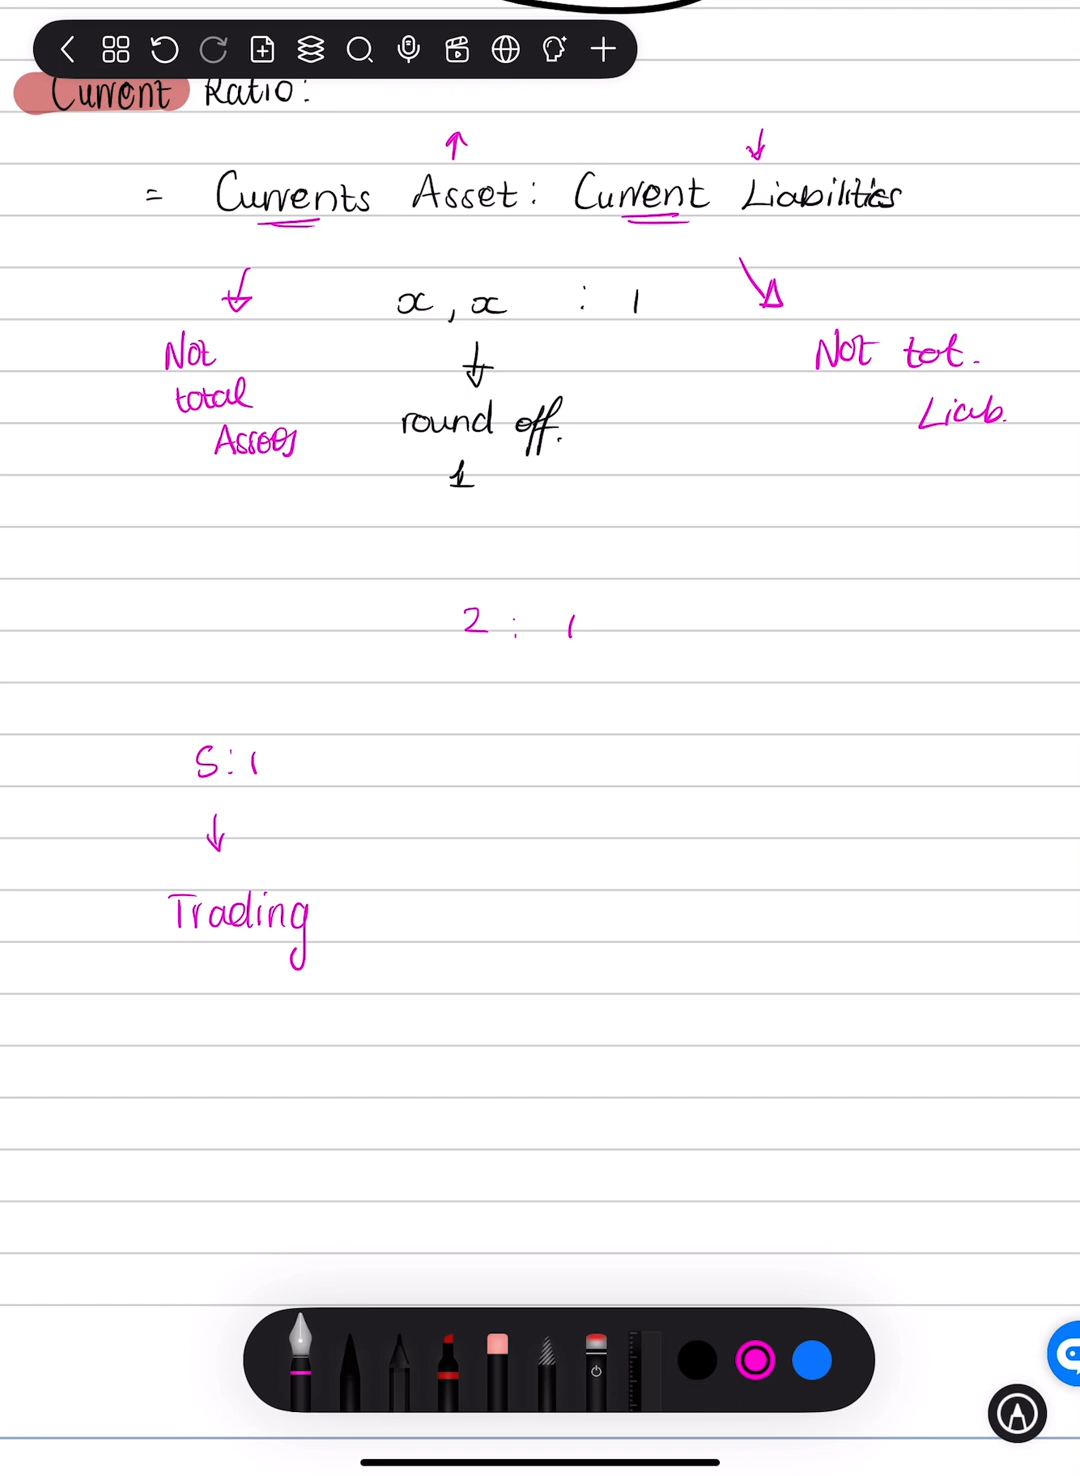 Current Ratio:
= Currents Asset: Current Liabilities
x, x : 1
Not
total
Not tot.
Liab.
round off.
1
2 : 1
5:1
Trading